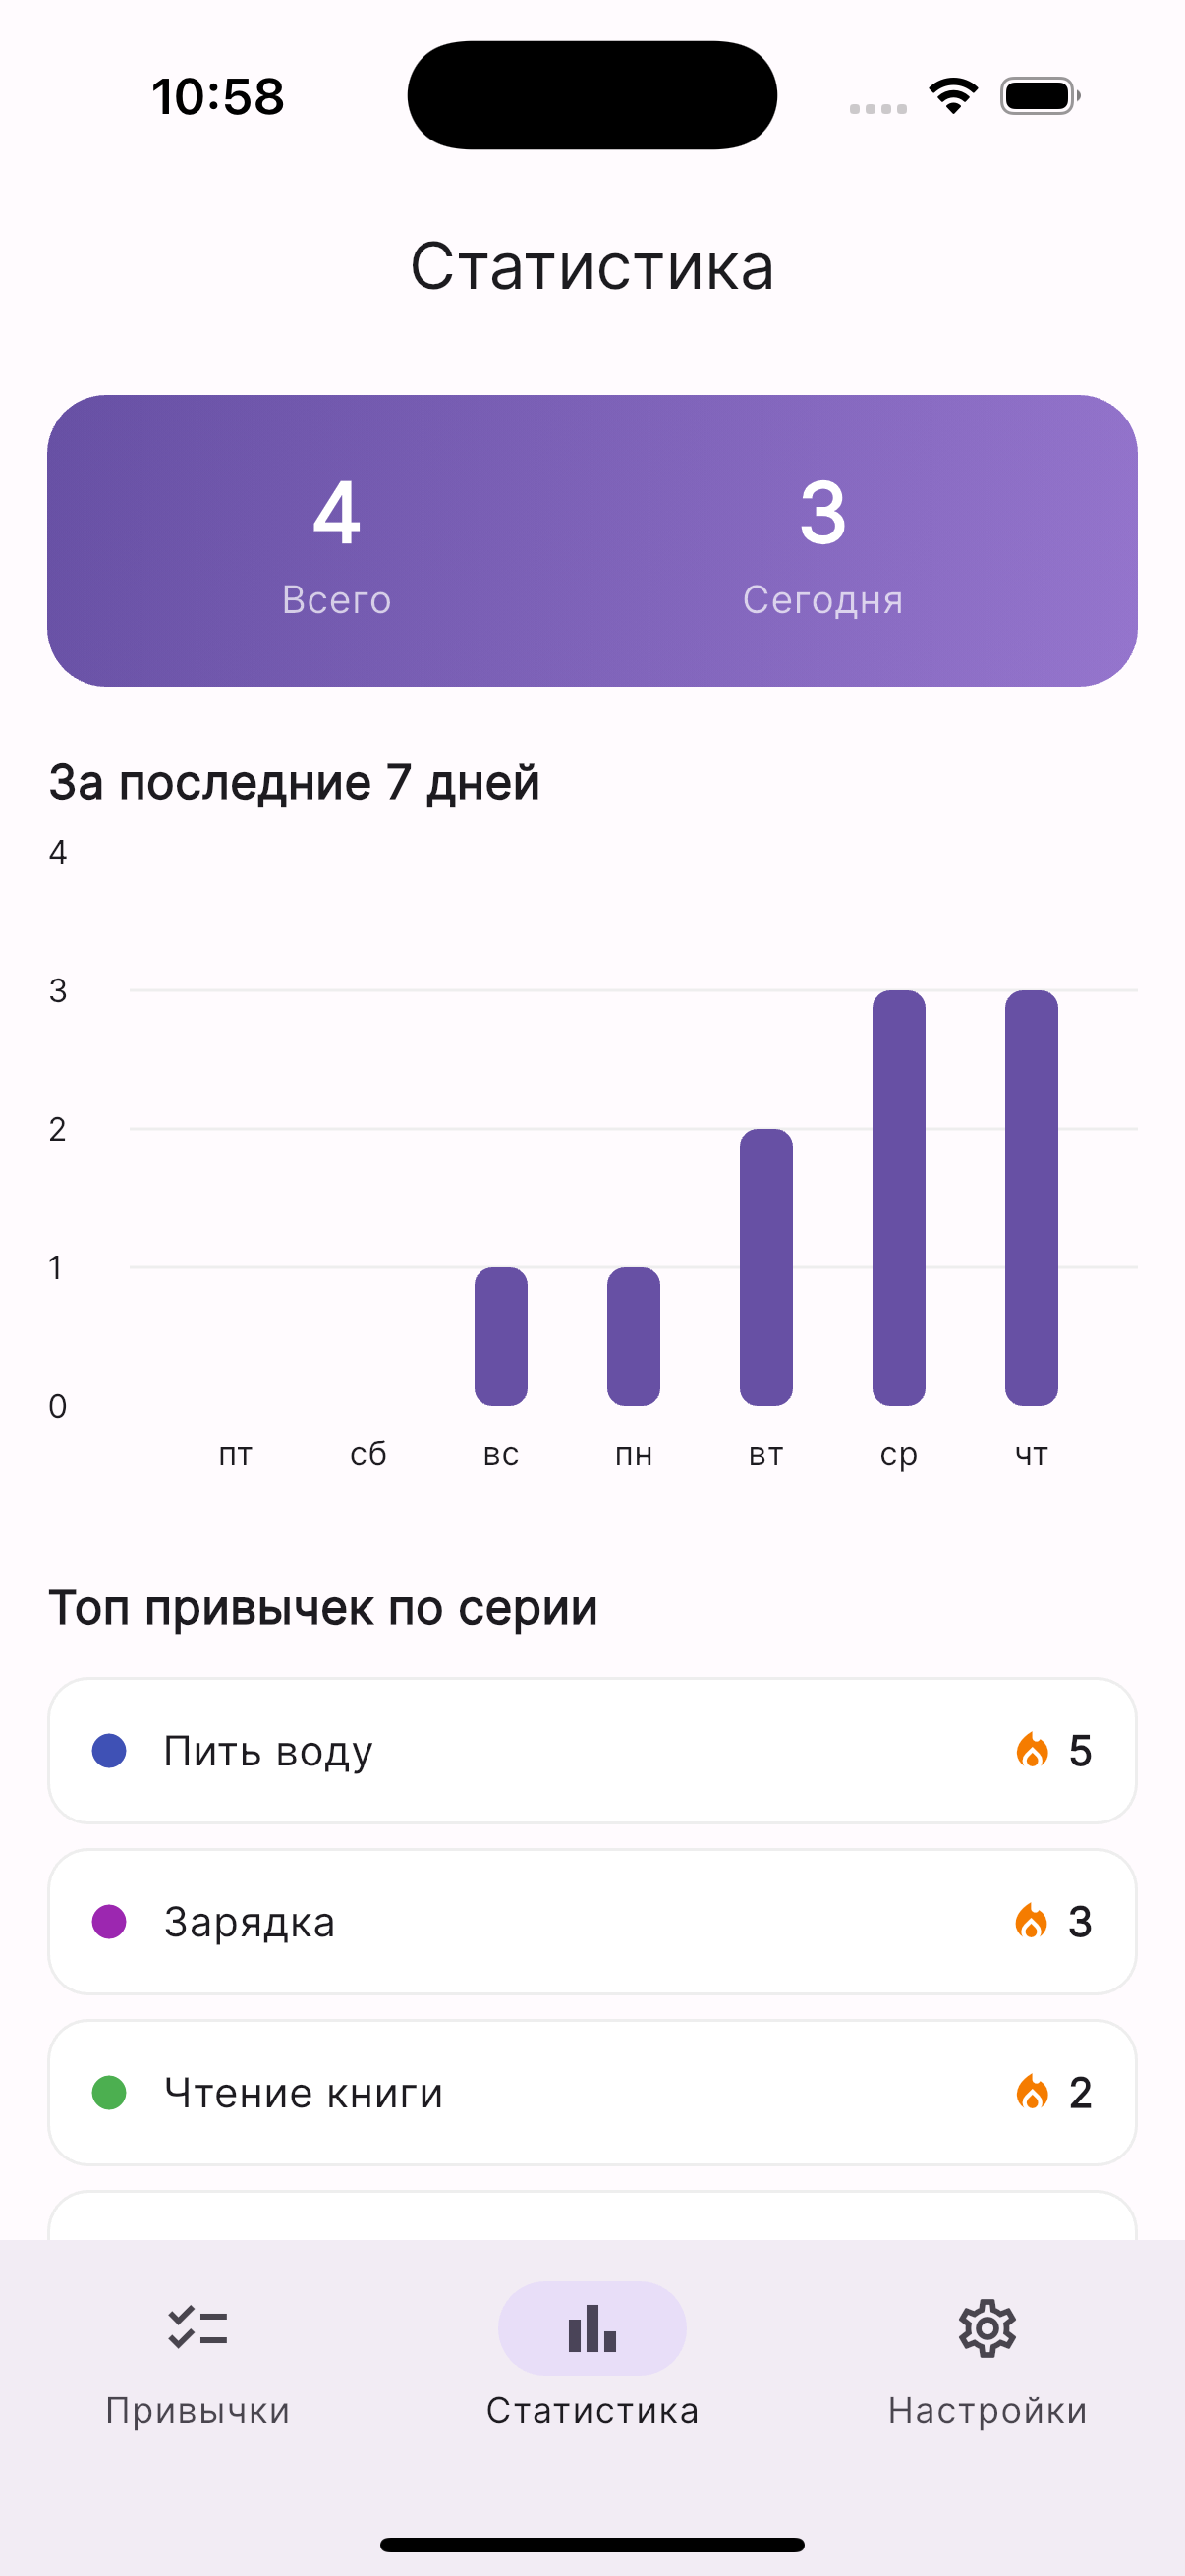 10:58
Статистика
4
Всего
3
Сегодня
За последние 7 дней
4
3
2
1
0
пт сб вс пн вт ср чт
Топ привычек по серии
Пить воду 5
Зарядка 3
Чтение книги 2
Привычки Статистика Настройки